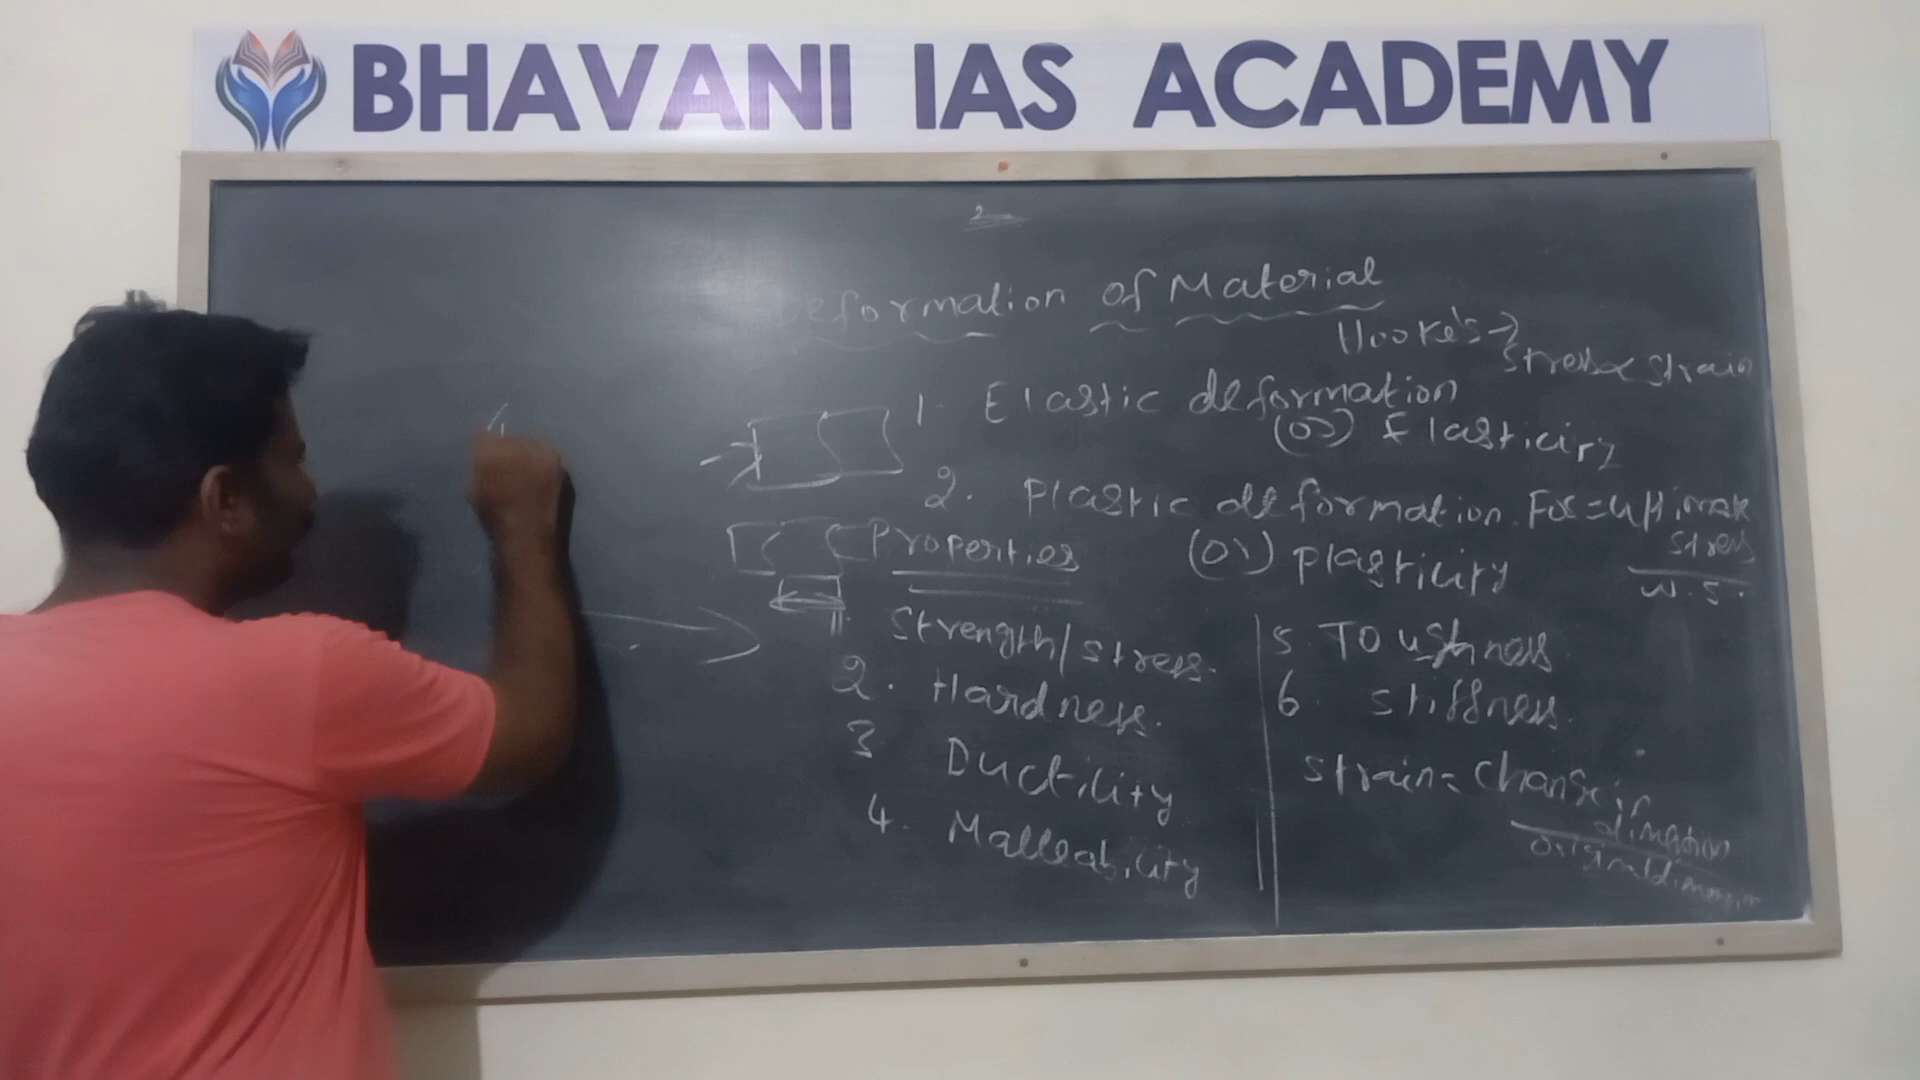 BHAVANI IAS ACADEMY
2
eformation of Material
Hooke's →
stress ∝ strain
1. Elastic deformation
(or) Elasticity
2. Plastic deformation. FOS = Ultimate
stress
W.S.
(or) plasticity
Properties
1. Strength/stress.
2. Hardness.
3 Ductility
4. Malleability
5. Toughness
6 stiffness.
strain = change in
dimension
original dimension